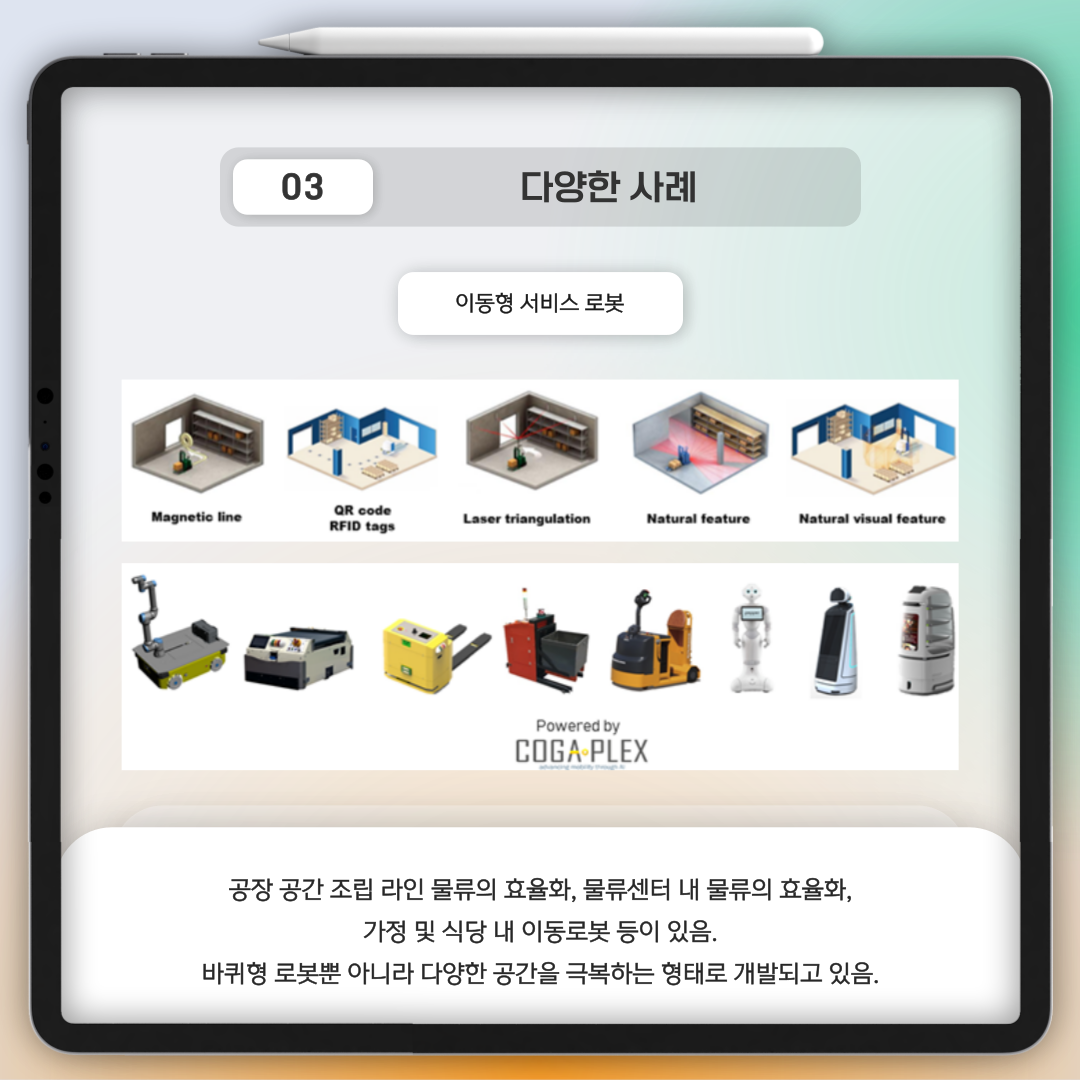 03
다양한 사례
이동형 서비스 로봇
Magnetic line
QR code
RFID tags
Laser triangulation
Natural feature
Natural visual feature
Powered by
COGAPLEX
advancing mobility through AI
공장 공간 조립 라인 물류의 효율화, 물류센터 내 물류의 효율화,
가정 및 식당 내 이동로봇 등이 있음.
바퀴형 로봇뿐 아니라 다양한 공간을 극복하는 형태로 개발되고 있음.